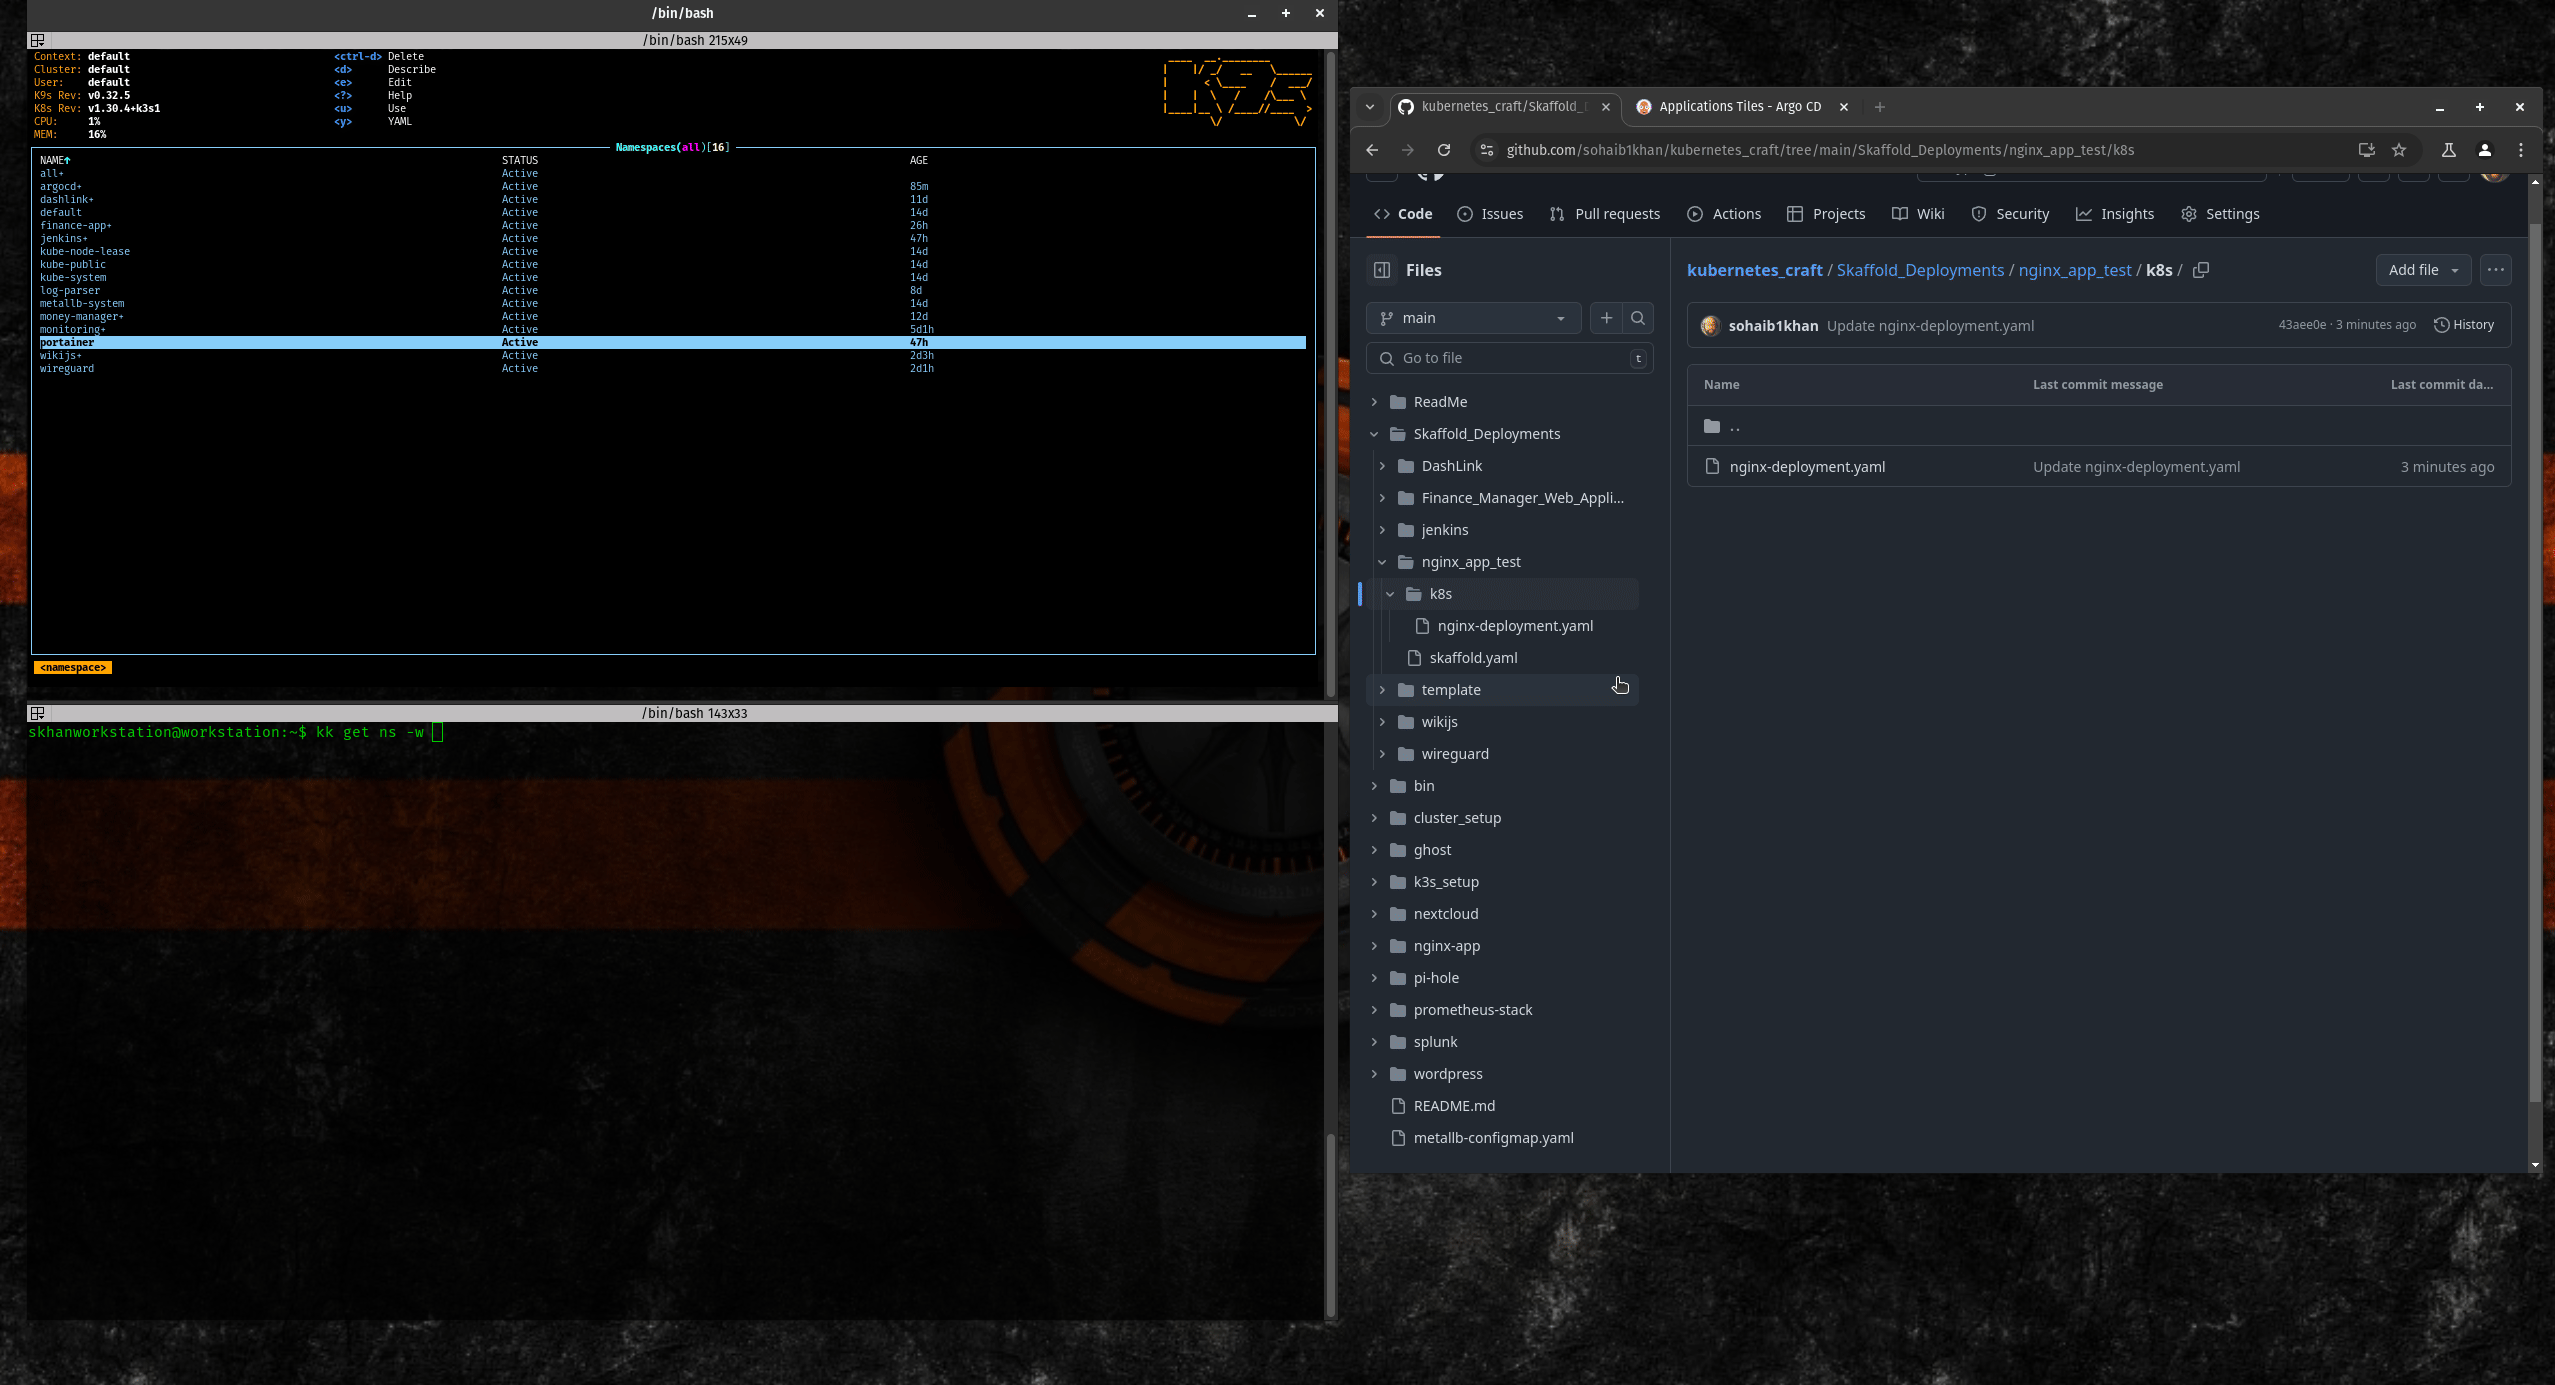 /bin/bash
/bin/bash 215x49
Context: default <ctrl-d> Delete
Cluster: default <d> Describe
User: default <e> Edit
K9s Rev: v0.32.5 <?> Help
K8s Rev: v1.30.4+k3s1 <u> Use
CPU: 1% <y> YAML
MEM: 16%
Namespaces(all)[16]
NAME↑ STATUS AGE
all+ Active
argocd+ Active 85m
dashlink+ Active 11d
default Active 14d
finance-app+ Active 26h
jenkins+ Active 47h
kube-node-lease Active 14d
kube-public Active 14d
kube-system Active 14d
log-parser Active 8d
metallb-system Active 14d
money-manager+ Active 12d
monitoring+ Active 5d1h
portainer Active 47h
wikijs+ Active 2d3h
wireguard Active 2d1h
<namespace>
/bin/bash 143x33
skhanworkstation@workstation:~$ kk get ns -w
kubernetes_craft/Skaffold_
Applications Tiles - Argo CD
github.com/sohaib1khan/kubernetes_craft/tree/main/Skaffold_Deployments/nginx_app_test/k8s
Code Issues Pull requests Actions Projects Wiki Security Insights Settings
Files
main
Go to file t
ReadMe
Skaffold_Deployments
DashLink
Finance_Manager_Web_Appli...
jenkins
nginx_app_test
k8s
nginx-deployment.yaml
skaffold.yaml
template
wikijs
wireguard
bin
cluster_setup
ghost
k3s_setup
nextcloud
nginx-app
pi-hole
prometheus-stack
splunk
wordpress
README.md
metallb-configmap.yaml
kubernetes_craft / Skaffold_Deployments / nginx_app_test / k8s /
Add file
sohaib1khan Update nginx-deployment.yaml 43aee0e · 3 minutes ago History
Name Last commit message Last commit da...
..
nginx-deployment.yaml Update nginx-deployment.yaml 3 minutes ago